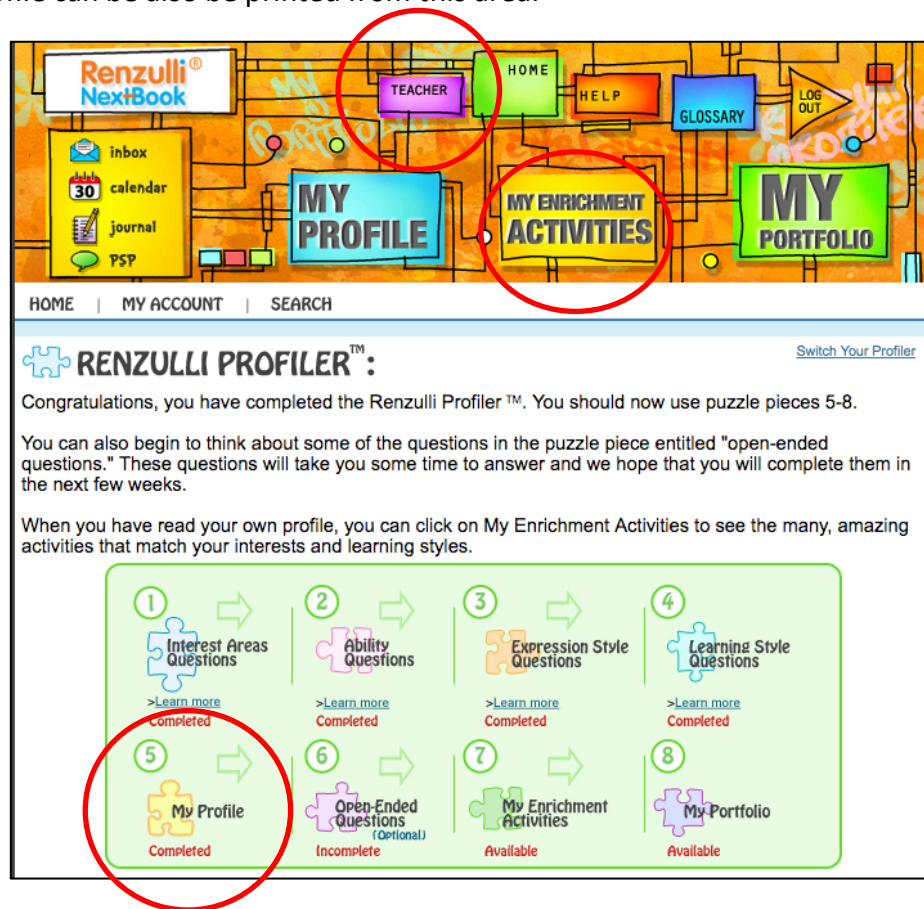 file can be also be printed from this area.
Renzulli®
NextBook
TEACHER
HOME
HELP
GLOSSARY
LOG
OUT
inbox
30 calendar
journal
PSP
MY
PROFILE
MY ENRICHMENT
ACTIVITIES
MY
PORTFOLIO
HOME | MY ACCOUNT | SEARCH
RENZULLI PROFILER™:
Switch Your Profiler
Congratulations, you have completed the Renzulli Profiler ™. You should now use puzzle pieces 5-8.
You can also begin to think about some of the questions in the puzzle piece entitled "open-ended
questions." These questions will take you some time to answer and we hope that you will complete them in
the next few weeks.
When you have read your own profile, you can click on My Enrichment Activities to see the many, amazing
activities that match your interests and learning styles.
1
Interest Areas
Questions
>Learn more
Completed
2
Ability
Questions
>Learn more
Completed
3
Expression Style
Questions
>Learn more
Completed
4
Learning Style
Questions
>Learn more
Completed
5
My Profile
Completed
6
Open-Ended
Questions
(Optional)
Incomplete
7
My Enrichment
Activities
Available
8
My Portfolio
Available